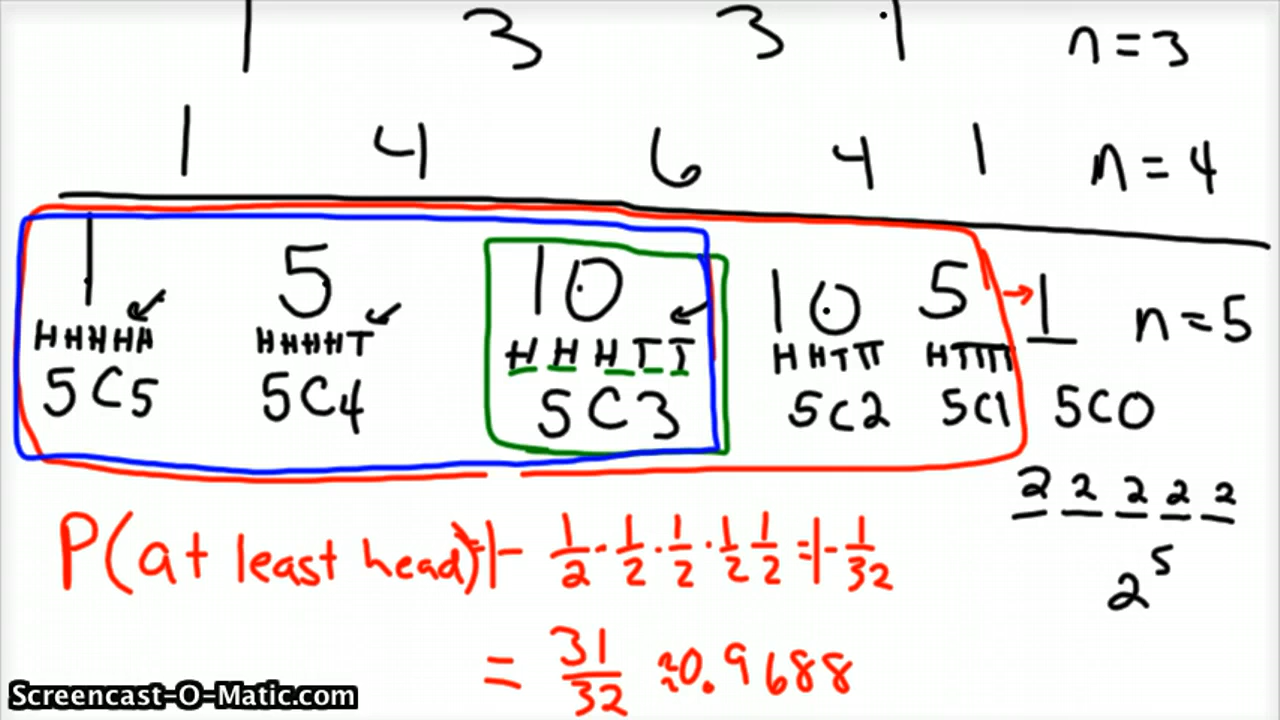 1 3 3 1 n = 3
1 4 6 4 1 n = 4
1 5 10 10 5 → 1 n = 5
HHHHH HHHHT HHHTT HHTTT HTTTT
5C5 5C4 5C3 5C2 5C1 5C0
2 2 2 2 2
2^5
P(at least head) = 1 - 1/2 · 1/2 · 1/2 · 1/2 1/2 = 1 - 1/32
= 31/32 ≈ 0.9688
Screencast-O-Matic.com